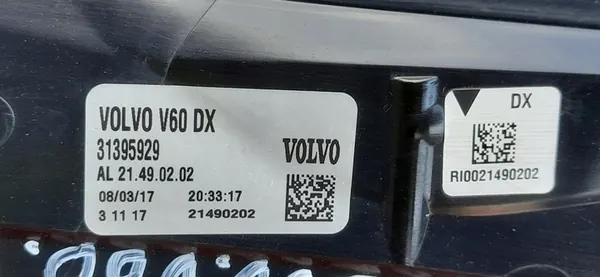 VOLVO V60 DX
31395929
AL 21.49.02.02
VOLVO
08/03/17 20:33:17
3 11 17 21490202
DX
RI0021490202